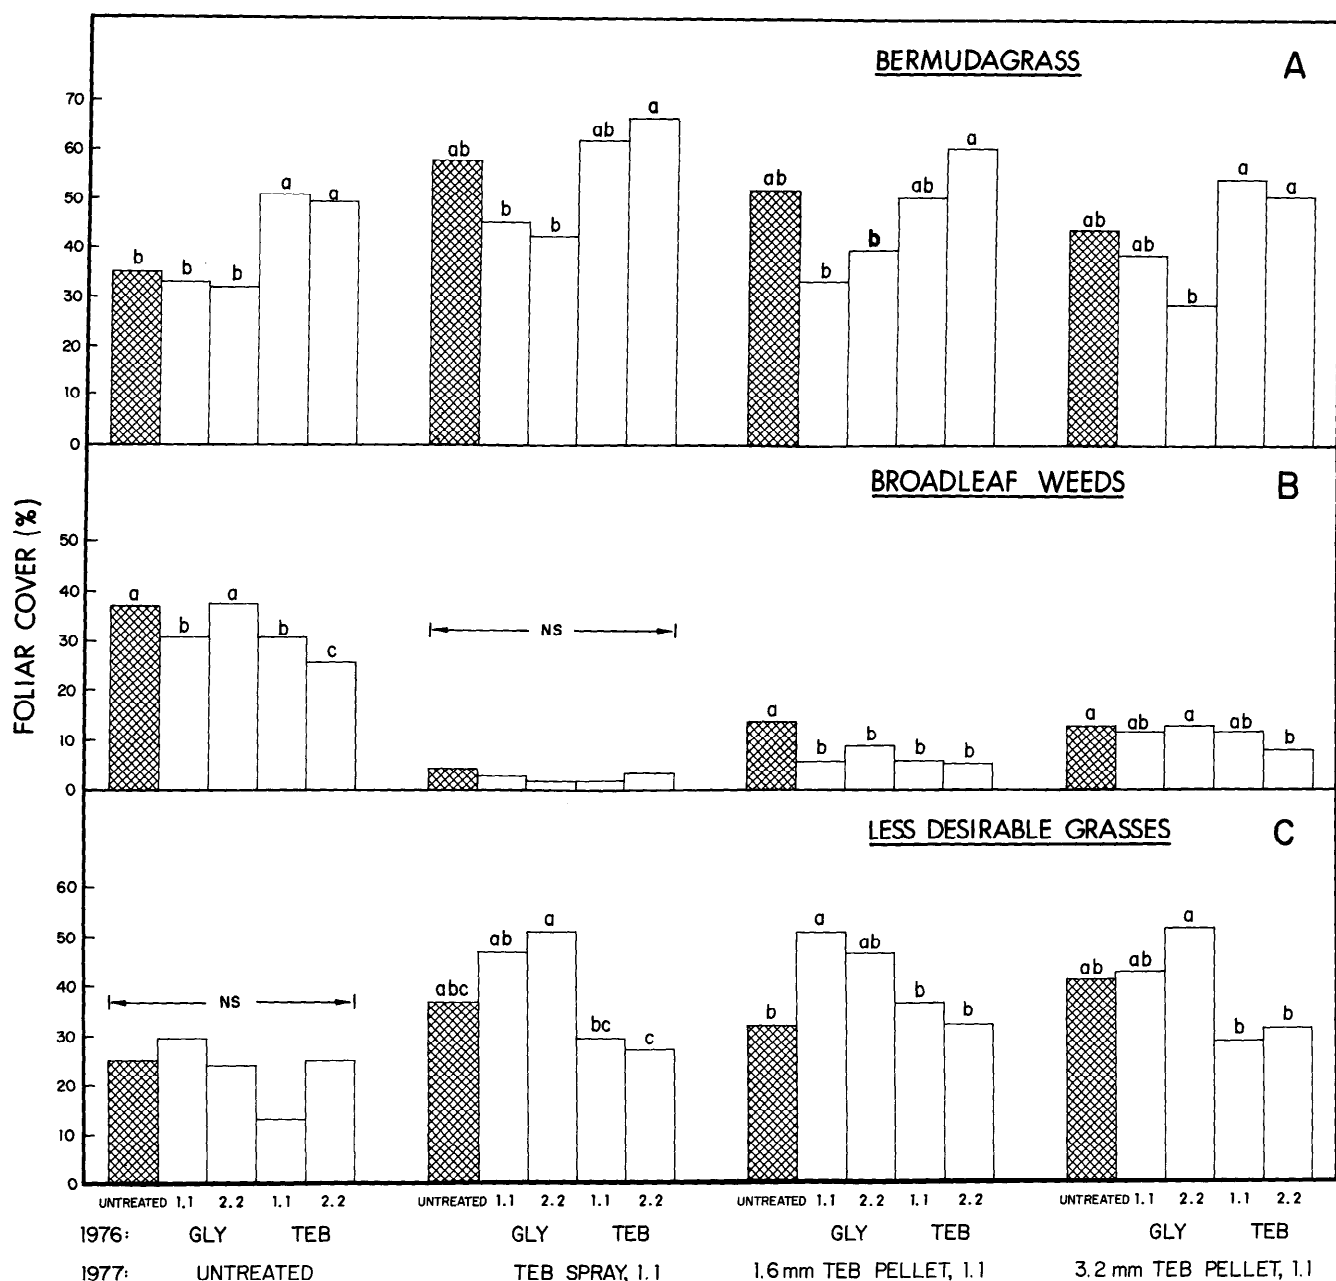 BERMUDAGRASS A
70
60
50
40
30
20
10
0
b b b a a
ab b b ab a
ab b b ab a
ab ab b a a
FOLIAR COVER (%)
BROADLEAF WEEDS B
50
40
30
20
10
0
a b a b c
NS
a b b b b
a ab a ab b
LESS DESIRABLE GRASSES C
60
50
40
30
20
10
0
NS
abc ab a bc c
b a ab b b
ab ab a b b
UNTREATED 1.1 2.2 1.1 2.2 UNTREATED 1.1 2.2 1.1 2.2 UNTREATED 1.1 2.2 1.1 2.2 UNTREATED 1.1 2.2 1.1 2.2
1976: GLY TEB GLY TEB GLY TEB GLY TEB
1977: UNTREATED TEB SPRAY, 1.1 1.6 mm TEB PELLET, 1.1 3.2 mm TEB PELLET, 1.1